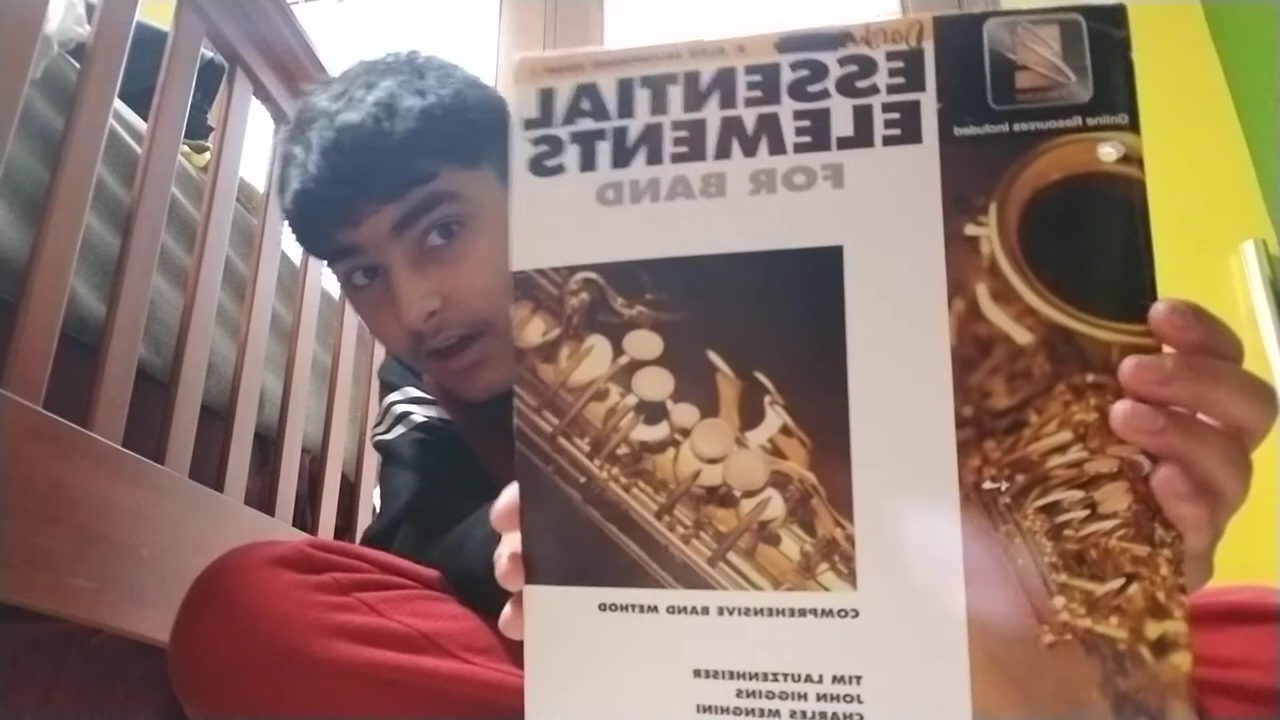 ESSENTIAL
ELEMENTS
FOR BAND
Online Resources Included
COMPREHENSIVE BAND METHOD
TIM LAUTZENHEISER
JOHN HIGGINS
CHARLES MENGHINI